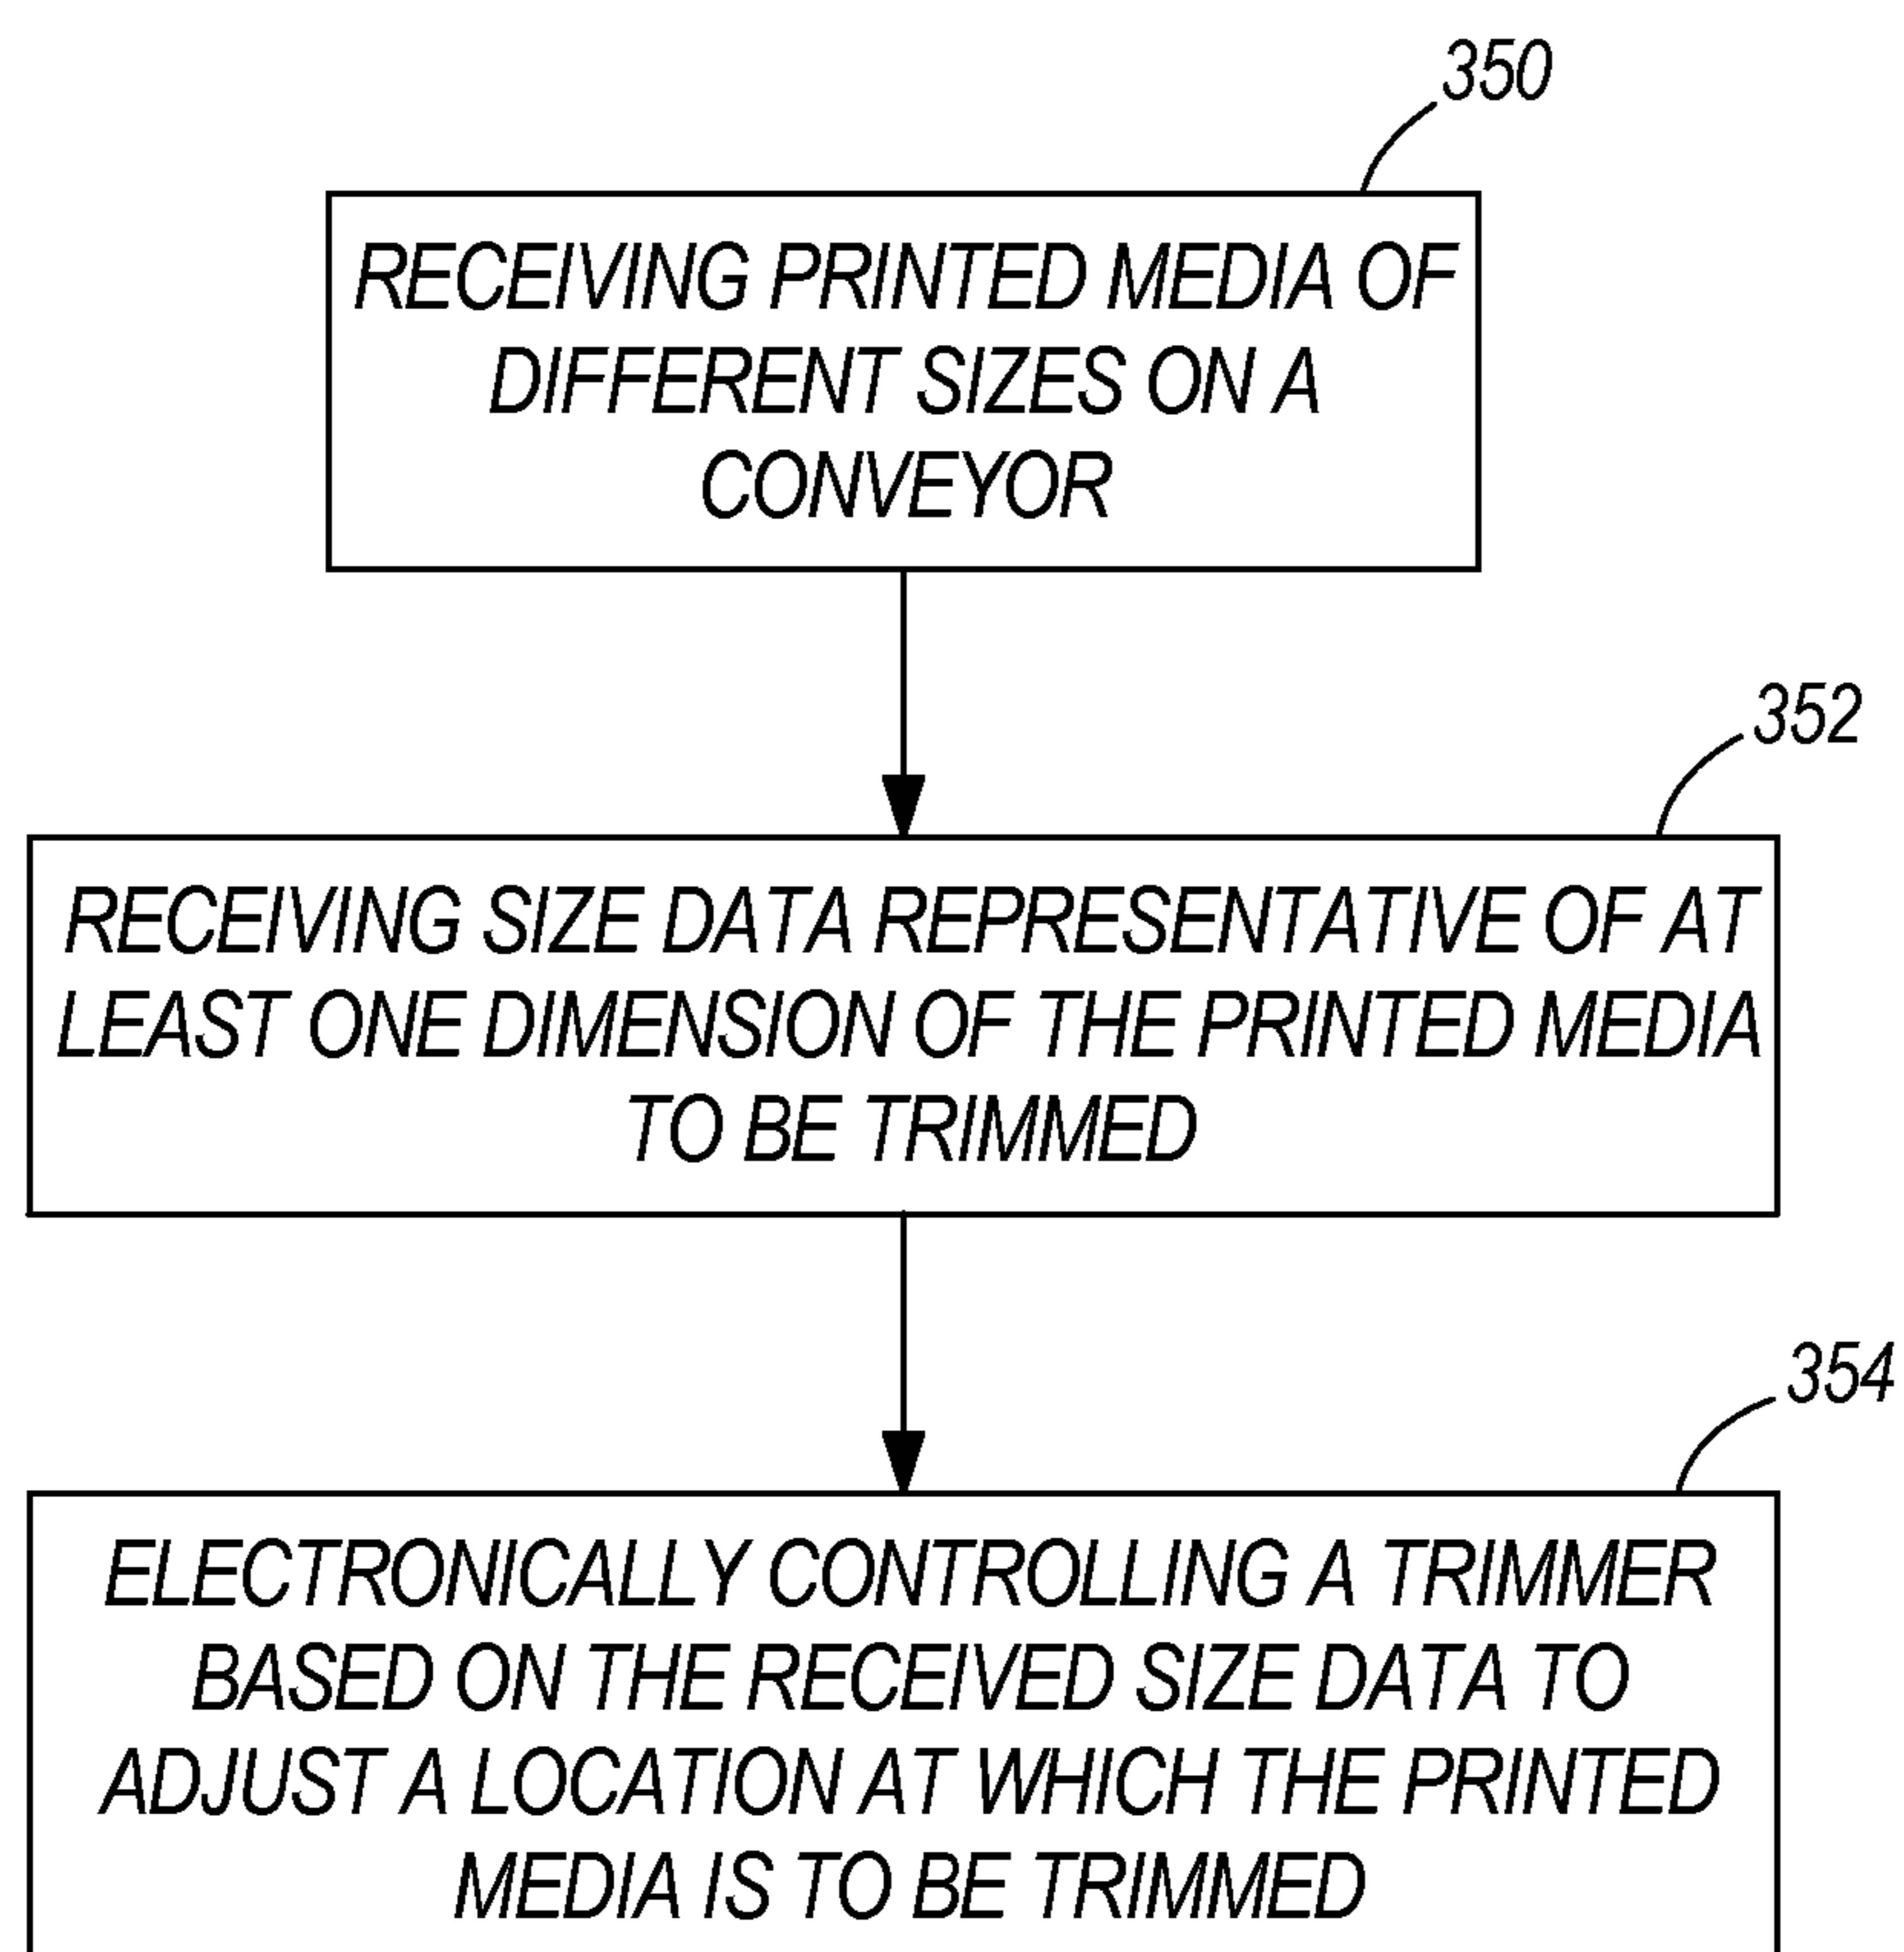 350
RECEIVING PRINTED MEDIA OF
DIFFERENT SIZES ON A
CONVEYOR
352
RECEIVING SIZE DATA REPRESENTATIVE OF AT
LEAST ONE DIMENSION OF THE PRINTED MEDIA
TO BE TRIMMED
354
ELECTRONICALLY CONTROLLING A TRIMMER
BASED ON THE RECEIVED SIZE DATA TO
ADJUST A LOCATION AT WHICH THE PRINTED
MEDIA IS TO BE TRIMMED